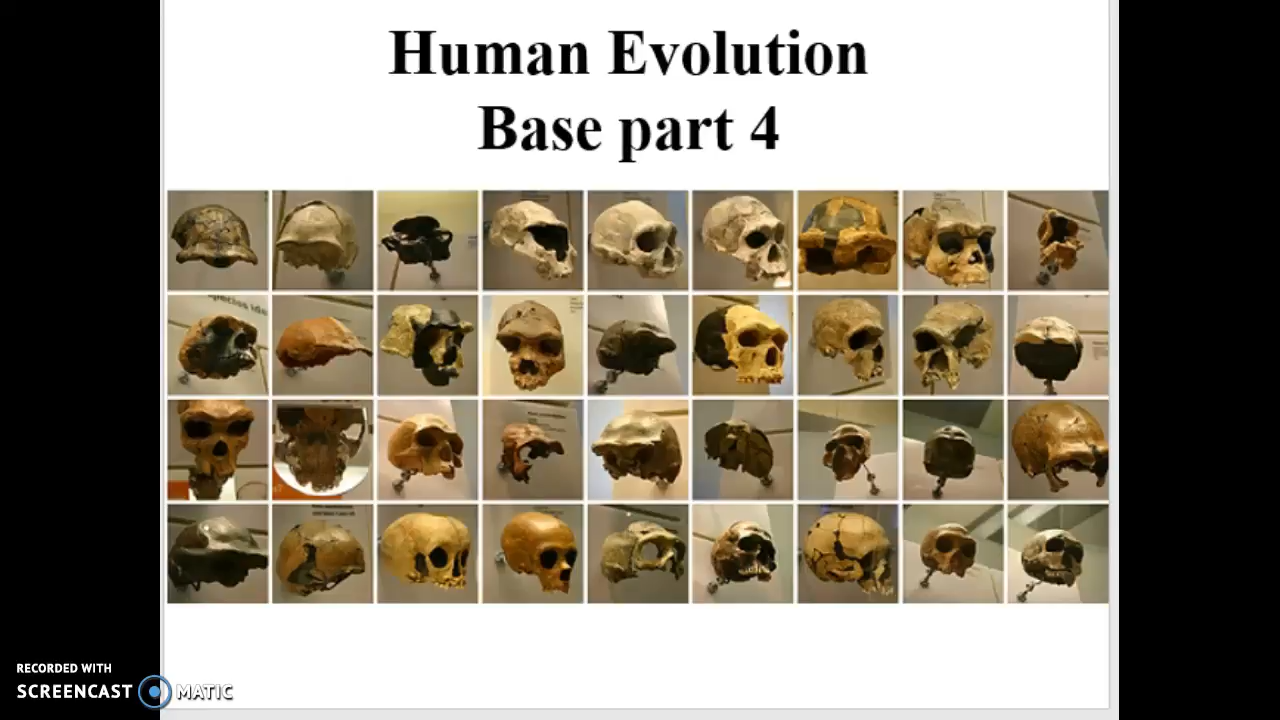 Human Evolution
Base part 4
RECORDED WITH
SCREENCAST MATIC